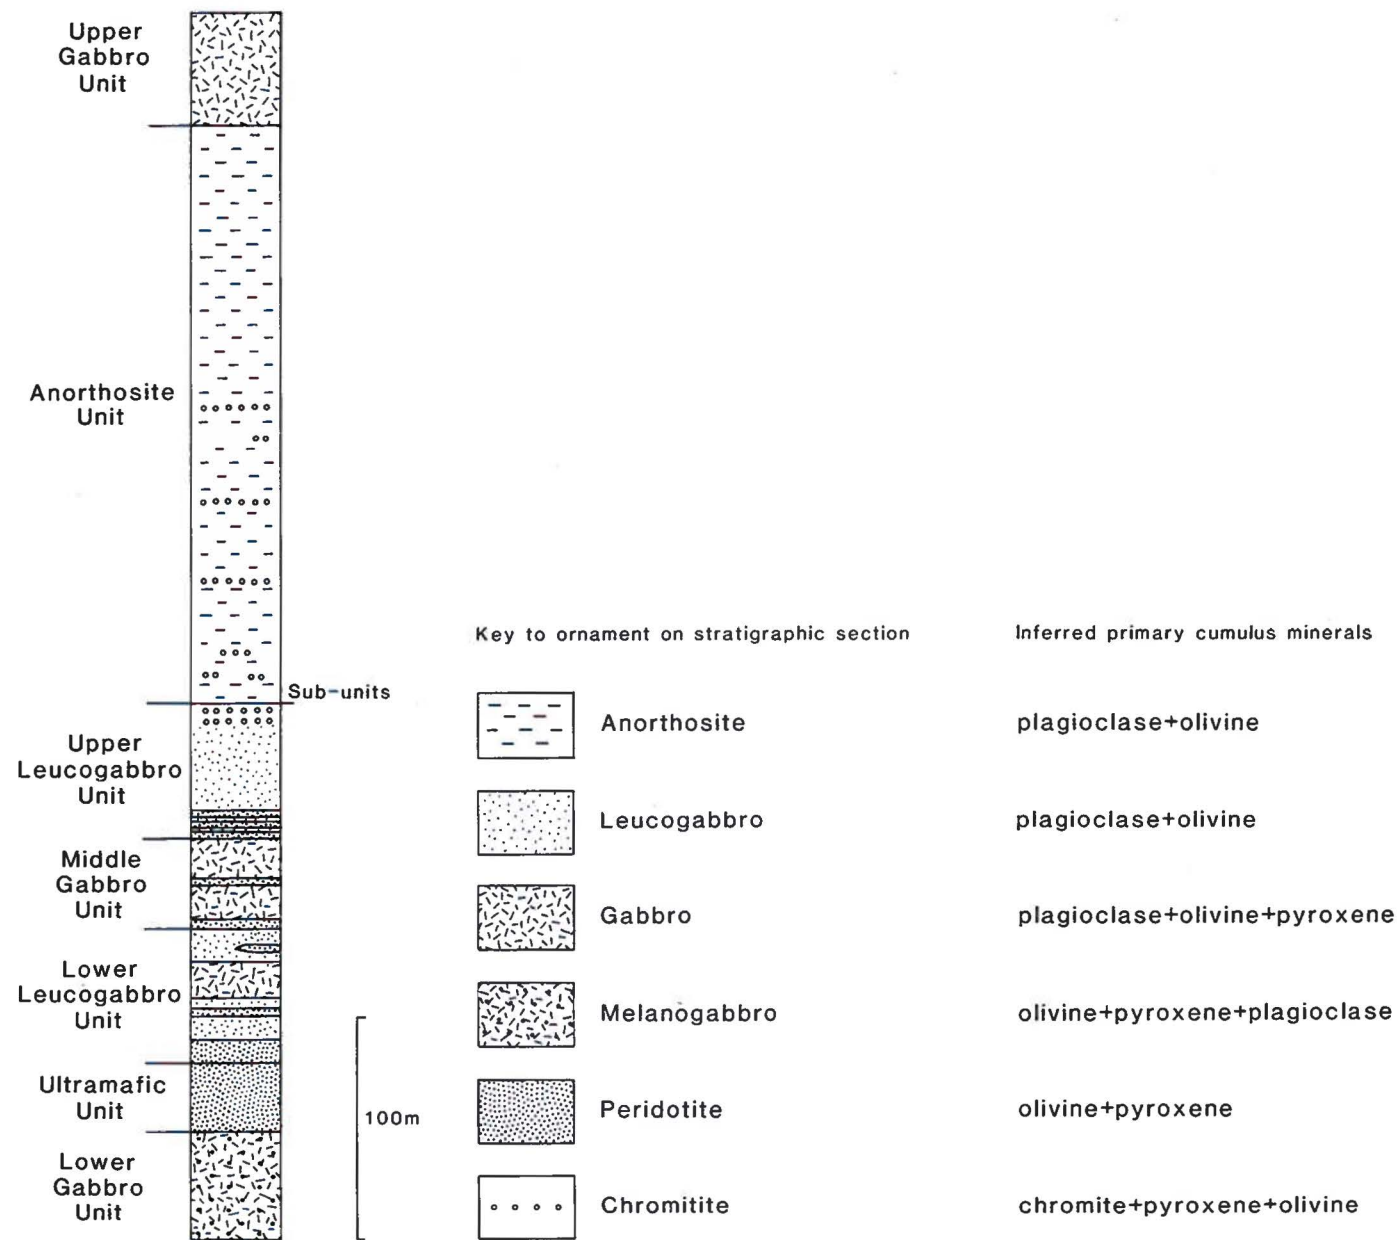 Upper
Gabbro
Unit
Anorthosite
Unit
Sub-units
Upper
Leucogabbro
Unit
Middle
Gabbro
Unit
Lower
Leucogabbro
Unit
Ultramafic
Unit
Lower
Gabbro
Unit
100m
Key to ornament on stratigraphic section
Inferred primary cumulus minerals
Anorthosite
plagioclase+olivine
Leucogabbro
plagioclase+olivine
Gabbro
plagioclase+olivine+pyroxene
Melanogabbro
olivine+pyroxene+plagioclase
Peridotite
olivine+pyroxene
Chromitite
chromite+pyroxene+olivine